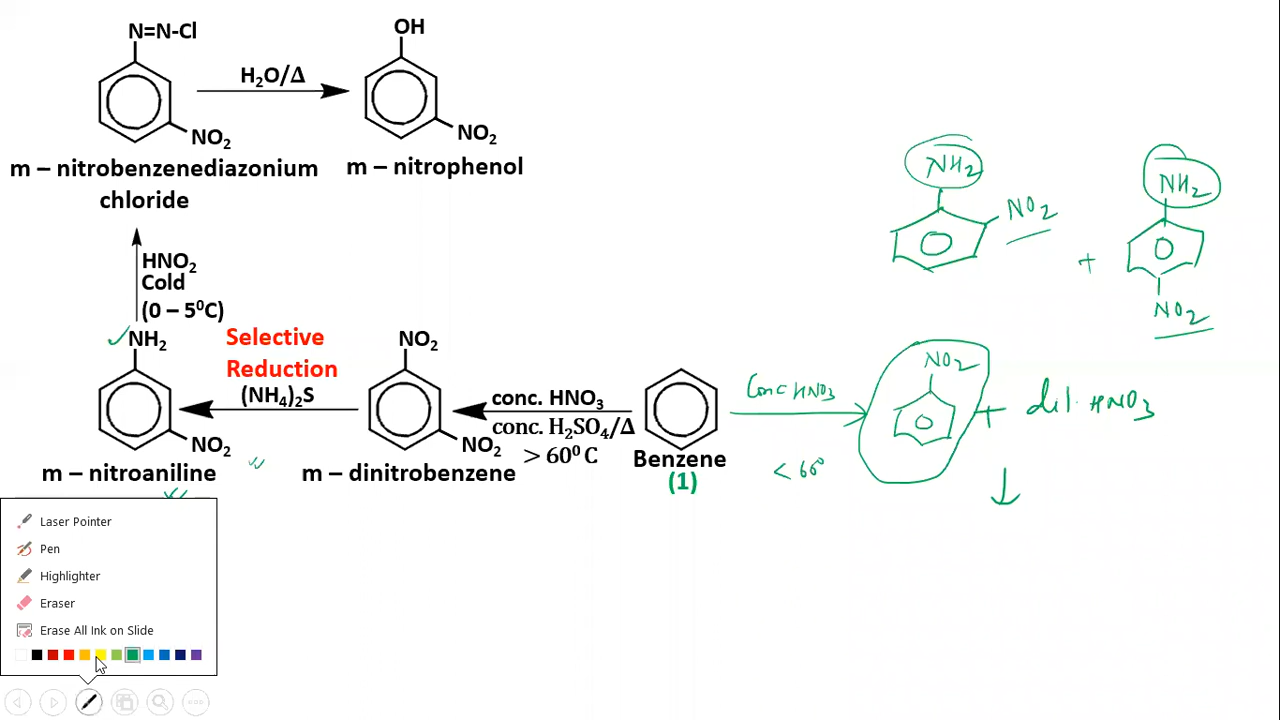 N=N-Cl
NO₂
m – nitrobenzenediazonium
chloride
H₂O/Δ
OH
NO₂
m – nitrophenol
HNO₂
Cold
(0 – 5⁰C)
NH₂
NO₂
m – nitroaniline
Selective
Reduction
(NH₄)₂S
NO₂
NO₂
m – dinitrobenzene
conc. HNO₃
conc. H₂SO₄/Δ
> 60⁰ C
Benzene
(1)
Conc HNO₃
< 60°
NO₂
+ dil. HNO₃
NH₂
NO₂
+
NH₂
NO₂
Laser Pointer
Pen
Highlighter
Eraser
Erase All Ink on Slide